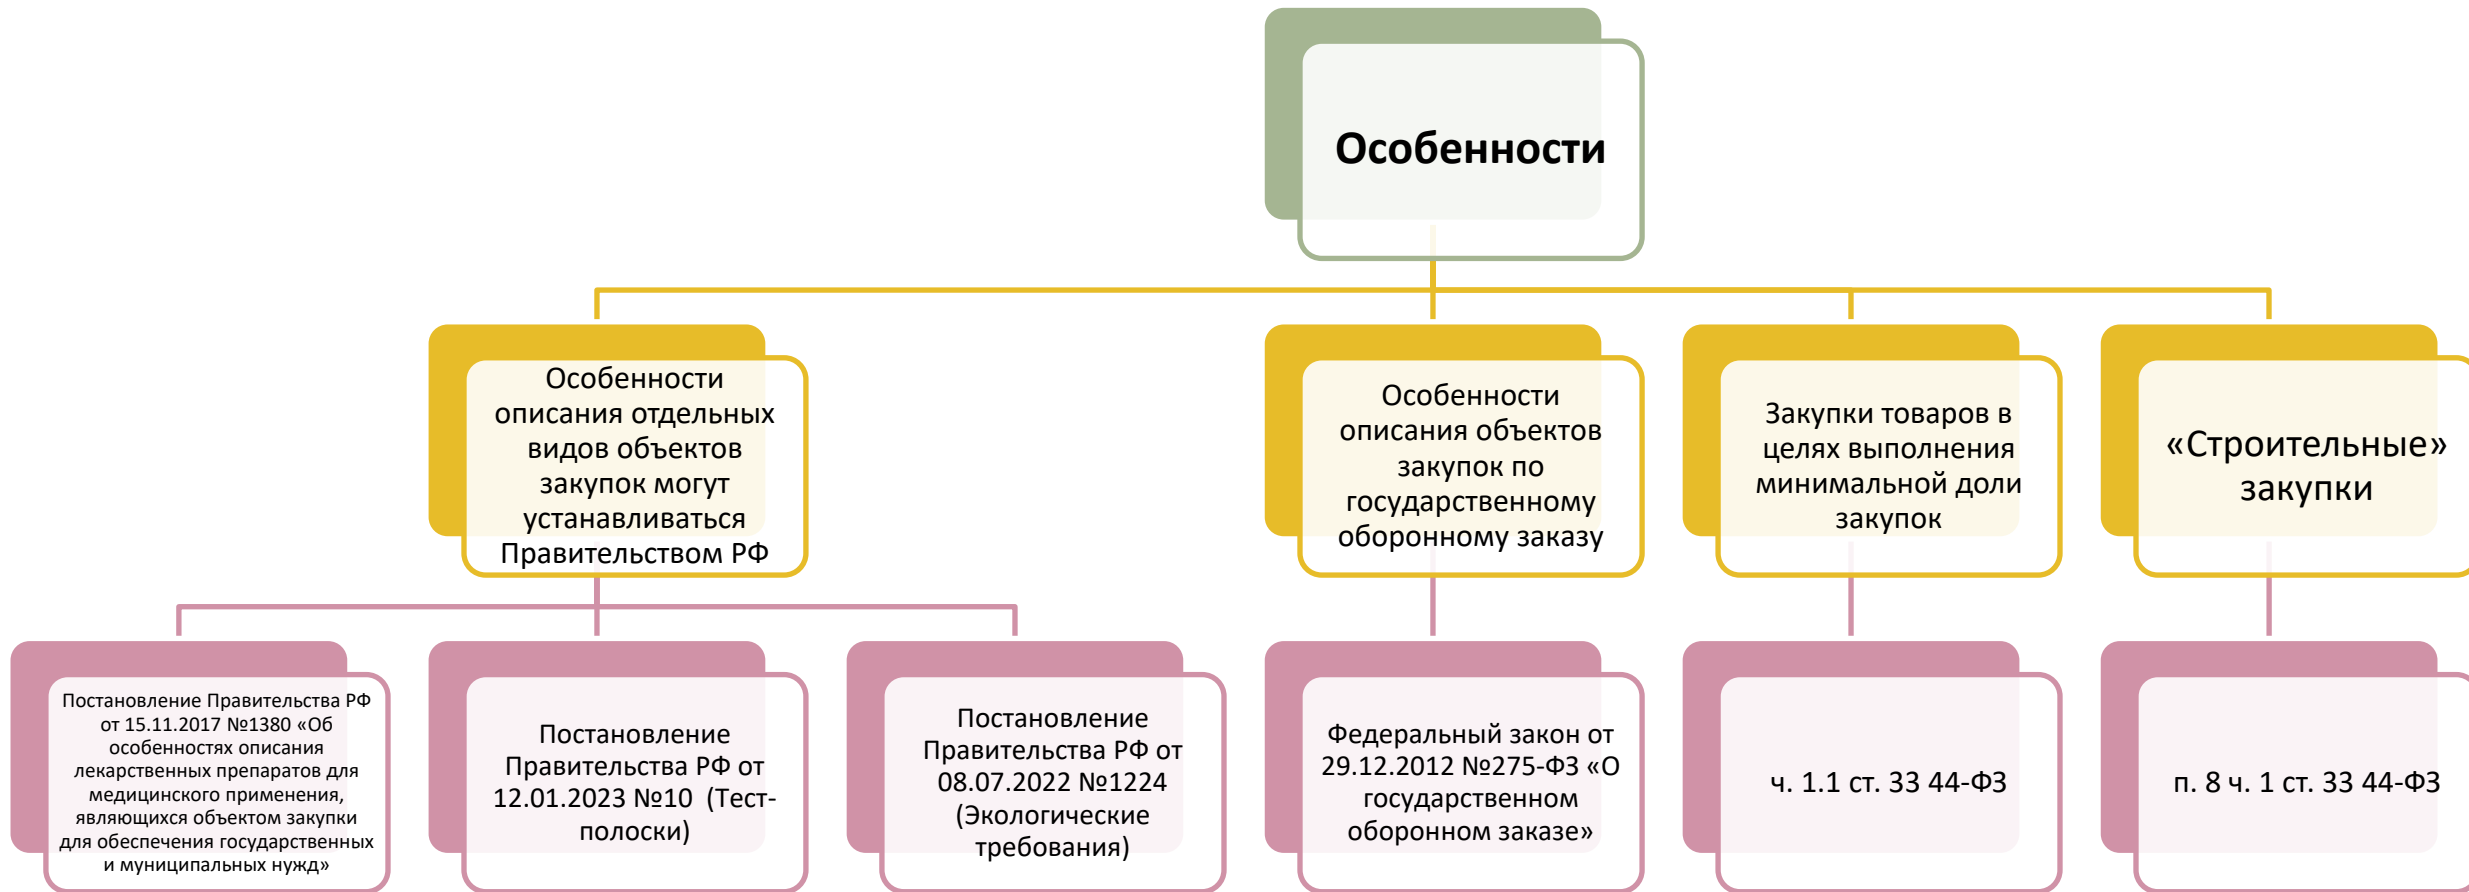 Особенности
Особенности
описания отдельных
видов объектов
закупок могут
устанавливаться
Правительством РФ
Особенности
описания объектов
закупок по
государственному
оборонному заказу
Закупки товаров в
целях выполнения
минимальной доли
закупок
«Строительные»
закупки
Постановление Правительства РФ
от 15.11.2017 №1380 «Об
особенностях описания
лекарственных препаратов для
медицинского применения,
являющихся объектом закупки
для обеспечения государственных
и муниципальных нужд»
Постановление
Правительства РФ от
12.01.2023 №10 (Тест-
полоски)
Постановление
Правительства РФ от
08.07.2022 №1224
(Экологические
требования)
Федеральный закон от
29.12.2012 №275-ФЗ «О
государственном
оборонном заказе»
ч. 1.1 ст. 33 44-ФЗ
п. 8 ч. 1 ст. 33 44-ФЗ